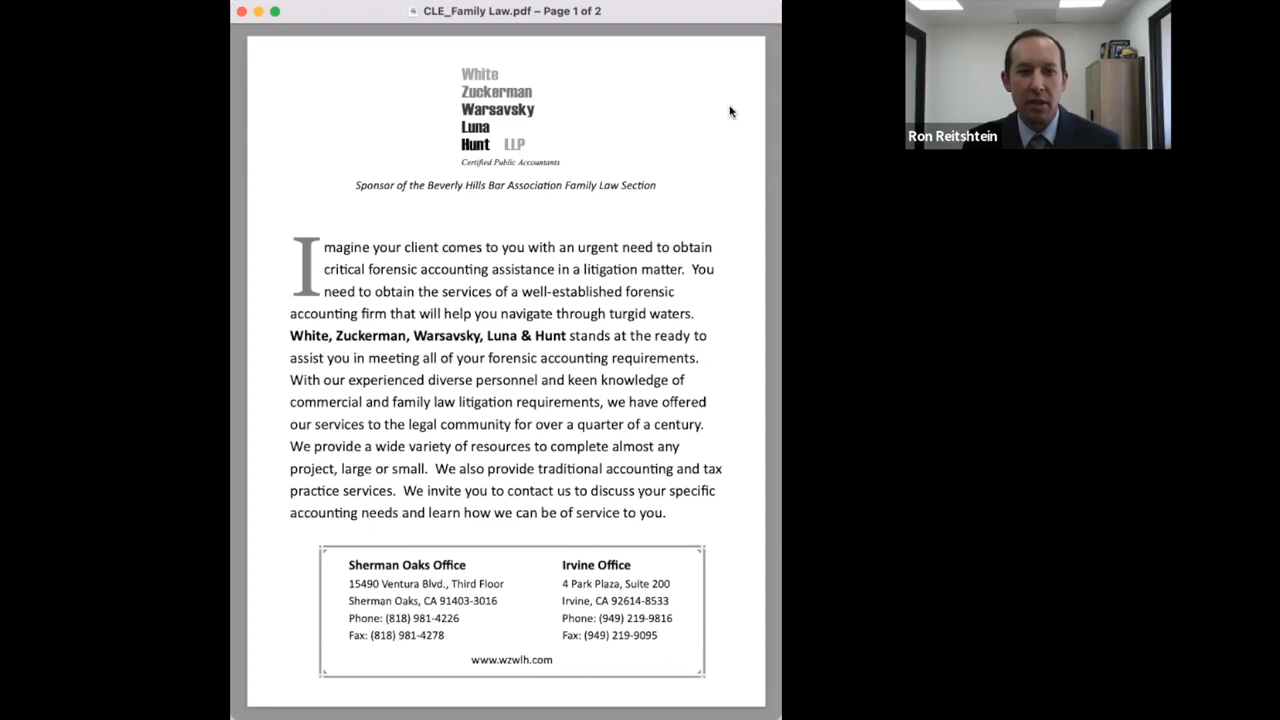 CLE_Family Law.pdf – Page 1 of 2
White
Zuckerman
Warsavsky
Luna
Hunt LLP
Certified Public Accountants
Sponsor of the Beverly Hills Bar Association Family Law Section
Imagine your client comes to you with an urgent need to obtain
critical forensic accounting assistance in a litigation matter. You
need to obtain the services of a well-established forensic
accounting firm that will help you navigate through turgid waters.
White, Zuckerman, Warsavsky, Luna & Hunt stands at the ready to
assist you in meeting all of your forensic accounting requirements.
With our experienced diverse personnel and keen knowledge of
commercial and family law litigation requirements, we have offered
our services to the legal community for over a quarter of a century.
We provide a wide variety of resources to complete almost any
project, large or small. We also provide traditional accounting and tax
practice services. We invite you to contact us to discuss your specific
accounting needs and learn how we can be of service to you.
Sherman Oaks Office
15490 Ventura Blvd., Third Floor
Sherman Oaks, CA 91403-3016
Phone: (818) 981-4226
Fax: (818) 981-4278
Irvine Office
4 Park Plaza, Suite 200
Irvine, CA 92614-8533
Phone: (949) 219-9816
Fax: (949) 219-9095
www.wzwlh.com
Ron Reitshtein